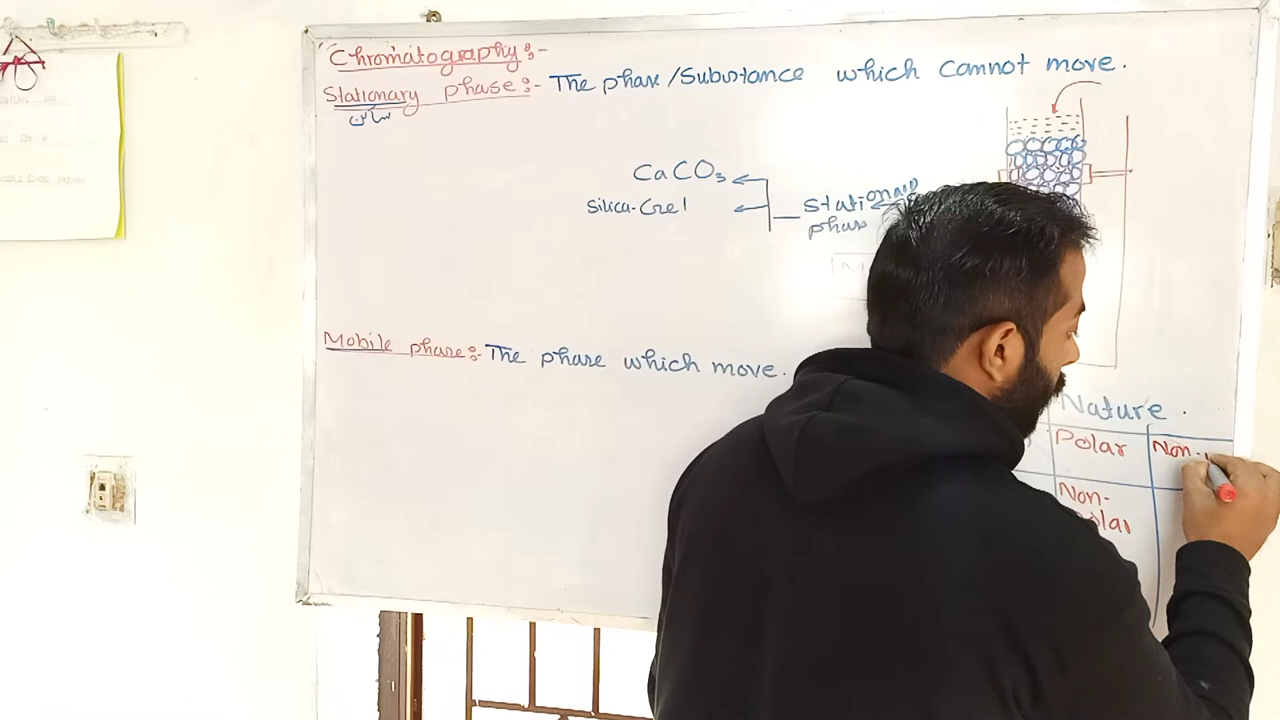 Chromatography:-
Stationary phase:- The phase/Substance which cannot move.
ساکن
CaCO₃
Silica-Gel
Stationary
phase
Mobile phase:- The phase which move.
Nature.
Polar Non-
Non-